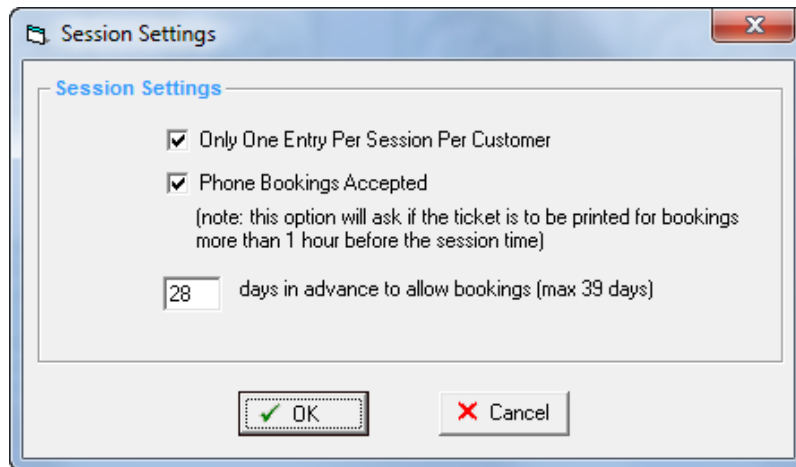 Session Settings
Session Settings
Only One Entry Per Session Per Customer
Phone Bookings Accepted
(note: this option will ask if the ticket is to be printed for bookings
more than 1 hour before the session time)
28 days in advance to allow bookings (max 39 days)
OK Cancel